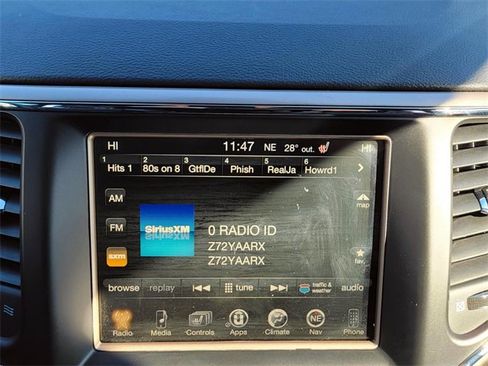 HI 11:47 NE 28° out. HI
1 2 3 4 5 6
Hits 1 80s on 8 GtflDe Phish RealJa Howrd1 >
AM
FM
sxm
SiriusXM
0 RADIO ID
Z72YAARX
Z72YAARX
map
fav.
browse replay tune traffic & weather audio
Radio Media Controls Apps Climate NE Nav Phone